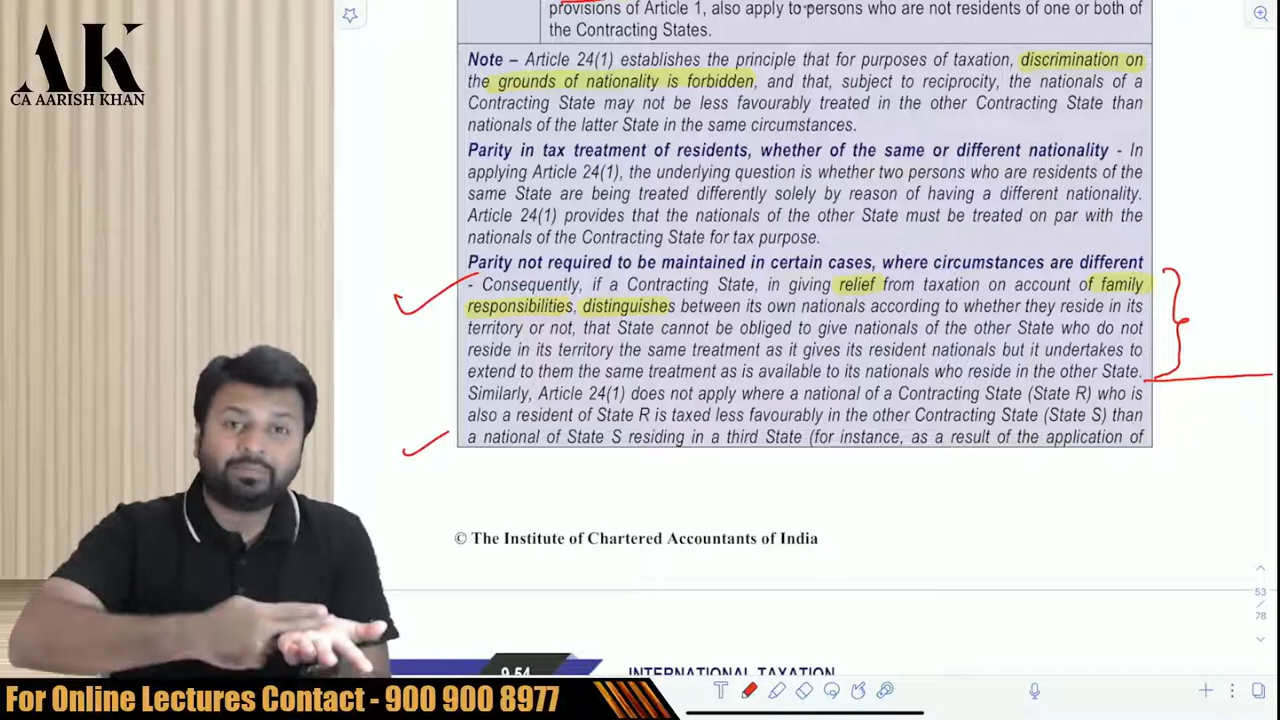 AK
CA AARISH KHAN
provisions of Article 1, also apply to persons who are not residents of one or both of
the Contracting States.
Note – Article 24(1) establishes the principle that for purposes of taxation, discrimination on
the grounds of nationality is forbidden, and that, subject to reciprocity, the nationals of a
Contracting State may not be less favourably treated in the other Contracting State than
nationals of the latter State in the same circumstances.
Parity in tax treatment of residents, whether of the same or different nationality - In
applying Article 24(1), the underlying question is whether two persons who are residents of the
same State are being treated differently solely by reason of having a different nationality.
Article 24(1) provides that the nationals of the other State must be treated on par with the
nationals of the Contracting State for tax purpose.
Parity not required to be maintained in certain cases, where circumstances are different
- Consequently, if a Contracting State, in giving relief from taxation on account of family
responsibilities, distinguishes between its own nationals according to whether they reside in its
territory or not, that State cannot be obliged to give nationals of the other State who do not
reside in its territory the same treatment as it gives its resident nationals but it undertakes to
extend to them the same treatment as is available to its nationals who reside in the other State.
Similarly, Article 24(1) does not apply where a national of a Contracting State (State R) who is
also a resident of State R is taxed less favourably in the other Contracting State (State S) than
a national of State S residing in a third State (for instance, as a result of the application of
© The Institute of Chartered Accountants of India
53
/
78
9.54 INTERNATIONAL TAXATION
For Online Lectures Contact - 900 900 8977